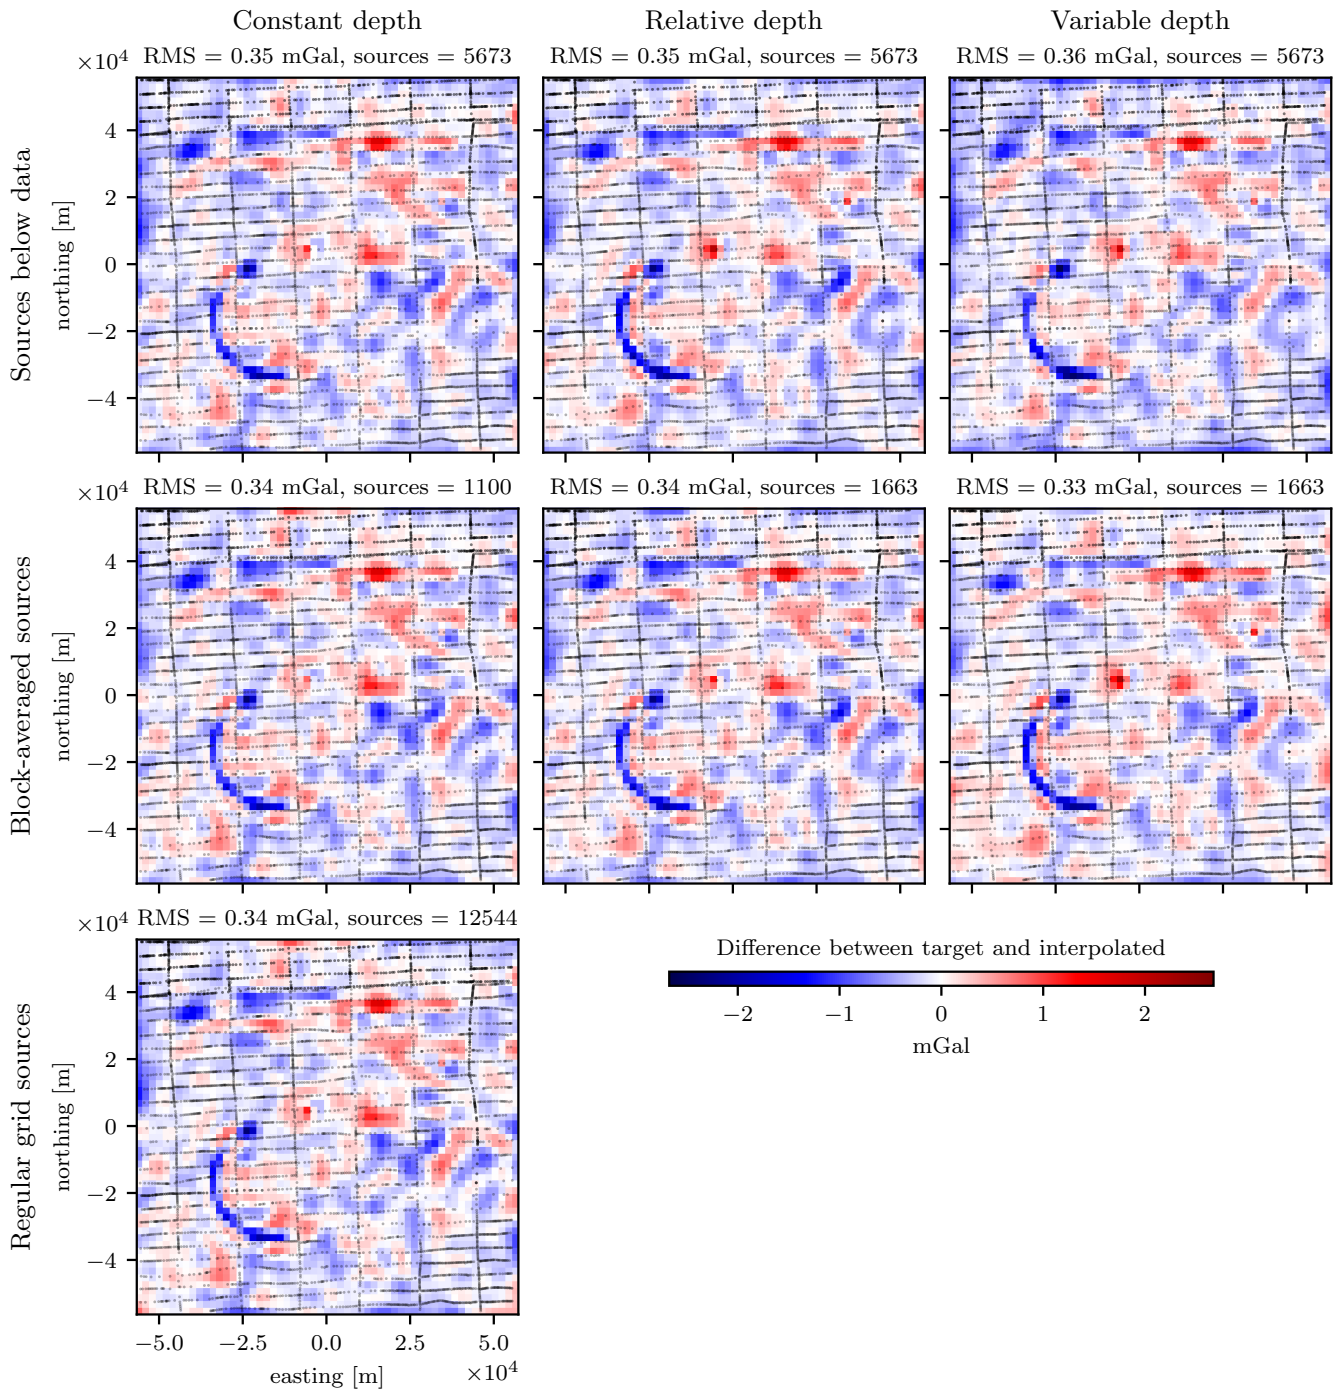 Constant depth
Relative depth
Variable depth
×10⁴ RMS = 0.35 mGal, sources = 5673
RMS = 0.35 mGal, sources = 5673
RMS = 0.36 mGal, sources = 5673
Sources below data
northing [m]
4
2
0
−2
−4
×10⁴ RMS = 0.34 mGal, sources = 1100
RMS = 0.34 mGal, sources = 1663
RMS = 0.33 mGal, sources = 1663
Block-averaged sources
northing [m]
4
2
0
−2
−4
×10⁴ RMS = 0.34 mGal, sources = 12544
Regular grid sources
northing [m]
4
2
0
−2
−4
−5.0 −2.5 0.0 2.5 5.0
easting [m]
×10⁴
Difference between target and interpolated
−2 −1 0 1 2
mGal